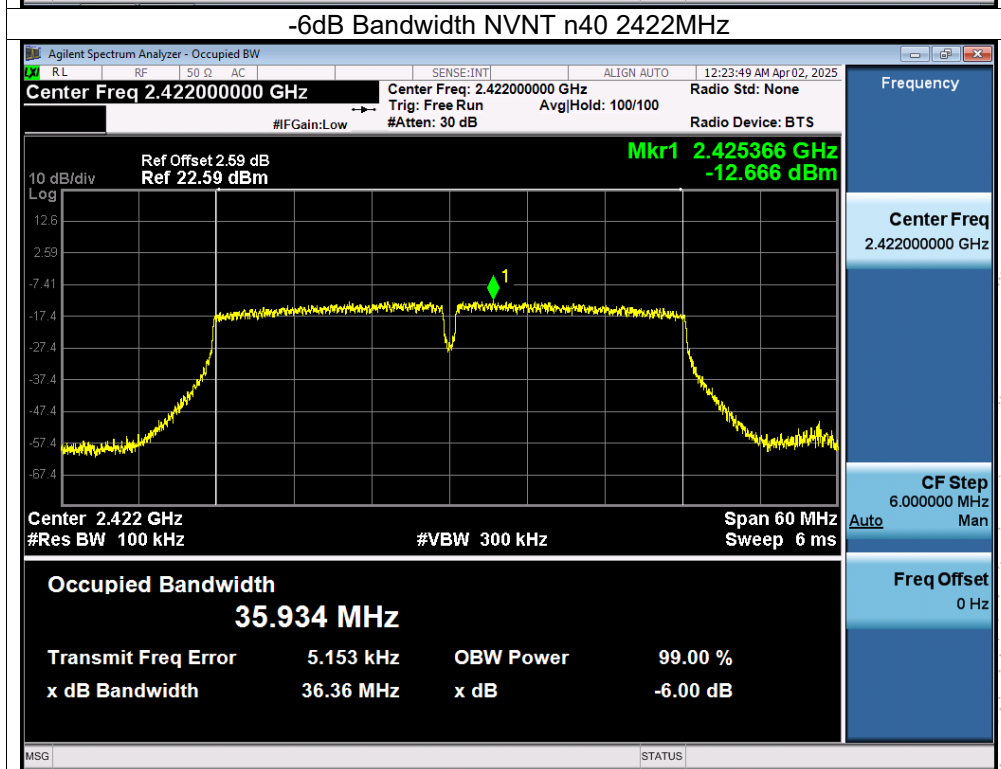 -6dB Bandwidth NVNT n40 2422MHz
Agilent Spectrum Analyzer - Occupied BW
LXI RL RF 50 Ω AC SENSE:INT ALIGN AUTO 12:23:49 AM Apr 02, 2025
Center Freq 2.422000000 GHz
Center Freq: 2.422000000 GHz
Radio Std: None
Trig: Free Run Avg|Hold: 100/100
#IFGain:Low
#Atten: 30 dB
Radio Device: BTS
Frequency
Mkr1 2.425366 GHz
-12.666 dBm
Ref Offset 2.59 dB
10 dB/div Ref 22.59 dBm
Log
12.6
2.59
-7.41
-17.4
-27.4
-37.4
-47.4
-57.4
-67.4
1
Center 2.422 GHz
Span 60 MHz
#Res BW 100 kHz
#VBW 300 kHz
Sweep 6 ms
Center Freq
2.422000000 GHz
CF Step
6.000000 MHz
Auto Man
Freq Offset
0 Hz
Occupied Bandwidth
35.934 MHz
Transmit Freq Error 5.153 kHz OBW Power 99.00 %
x dB Bandwidth 36.36 MHz x dB -6.00 dB
MSG STATUS